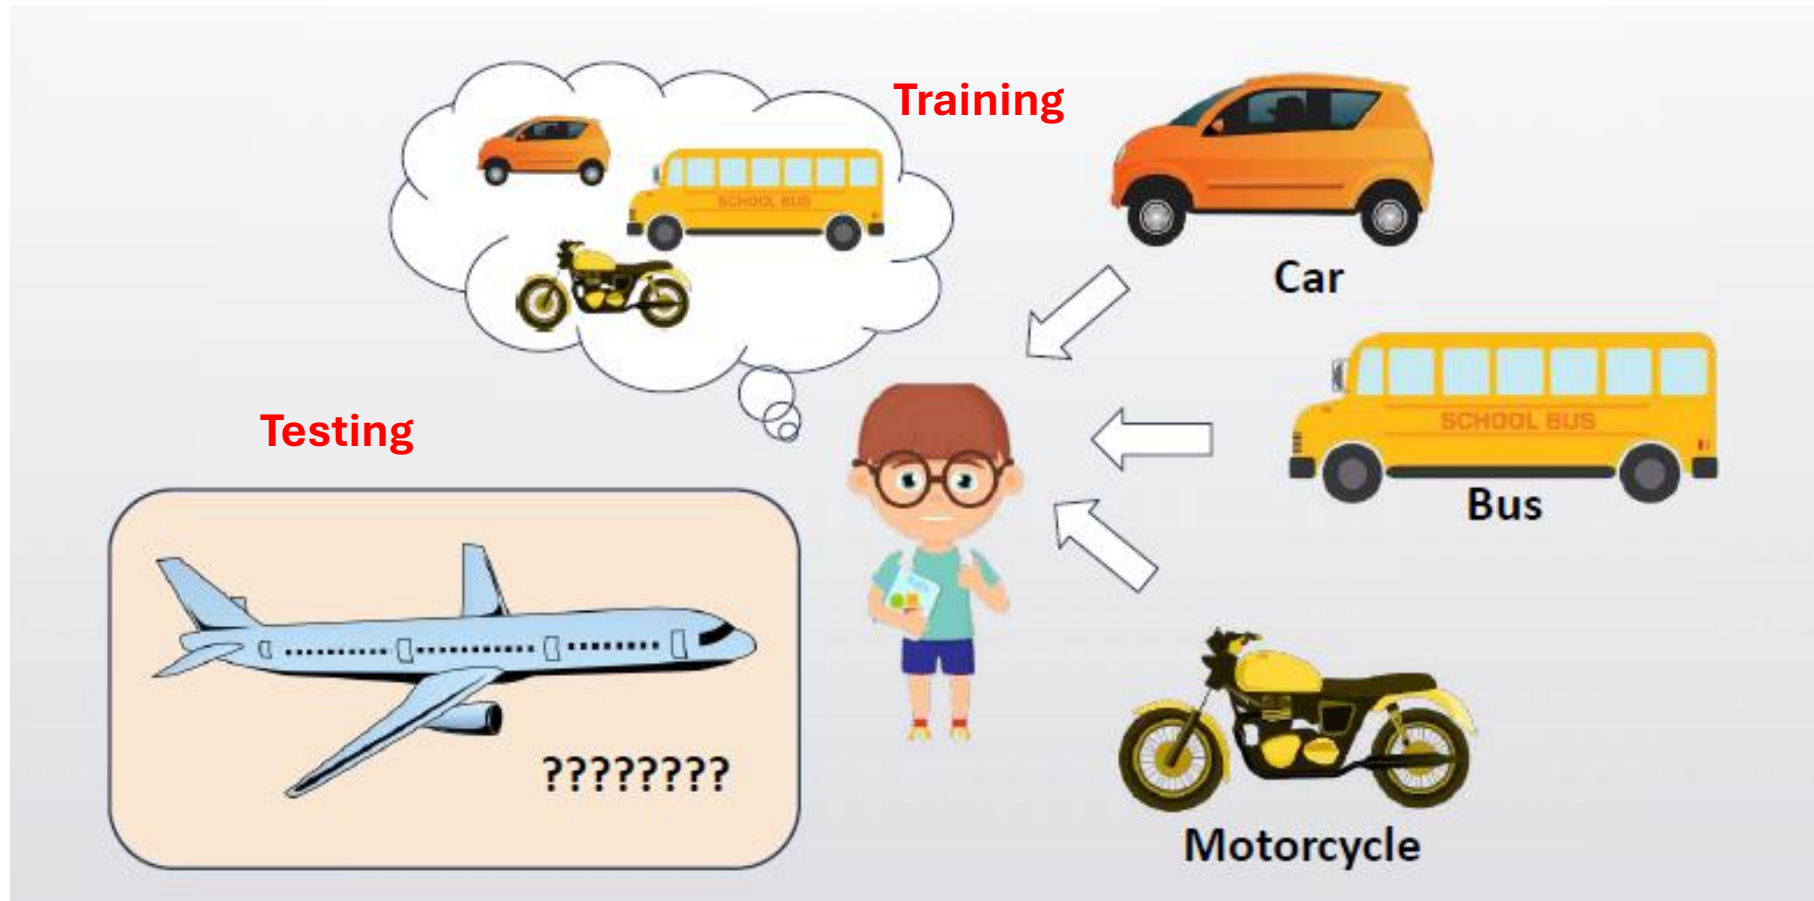 Training
SCHOOL BUS
Car
Testing
SCHOOL BUS
Bus
????????
Motorcycle